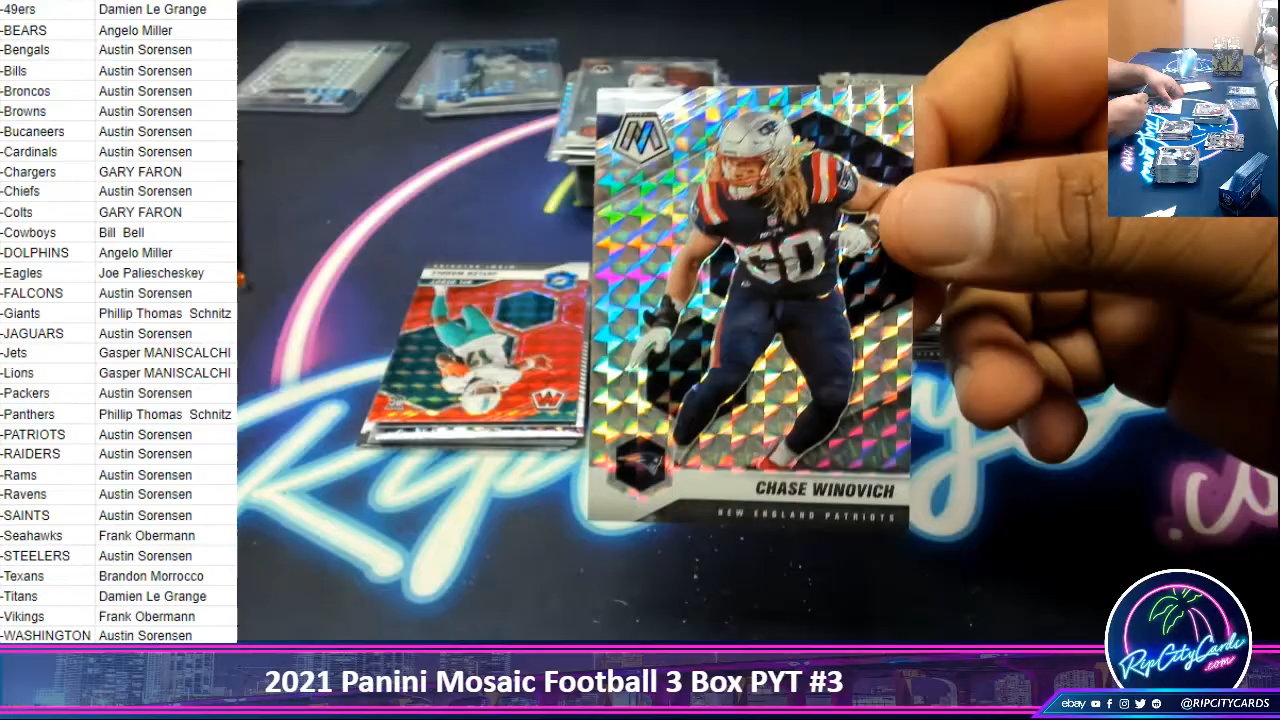 -49ers Damien Le Grange
-BEARS Angelo Miller
-Bengals Austin Sorensen
-Bills Austin Sorensen
-Broncos Austin Sorensen
-Browns Austin Sorensen
-Bucaneers Austin Sorensen
-Cardinals Austin Sorensen
-Chargers GARY FARON
-Chiefs Austin Sorensen
-Colts GARY FARON
-Cowboys Bill Bell
-DOLPHINS Angelo Miller
-Eagles Joe Paliescheskey
-FALCONS Austin Sorensen
-Giants Phillip Thomas Schnitz
-JAGUARS Austin Sorensen
-Jets Gasper MANISCALCHI
-Lions Gasper MANISCALCHI
-Packers Austin Sorensen
-Panthers Phillip Thomas Schnitz
-PATRIOTS Austin Sorensen
-RAIDERS Austin Sorensen
-Rams Austin Sorensen
-Ravens Austin Sorensen
-SAINTS Austin Sorensen
-Seahawks Frank Obermann
-STEELERS Austin Sorensen
-Texans Brandon Morrocco
-Titans Damien Le Grange
-Vikings Frank Obermann
-WASHINGTON Austin Sorensen
M
50
CHASE WINOVICH
NEW ENGLAND PATRIOTS
RipCityCards
.com
2021 Panini Mosaic Football 3 Box PYT #3
ebay @RIPCITYCARDS